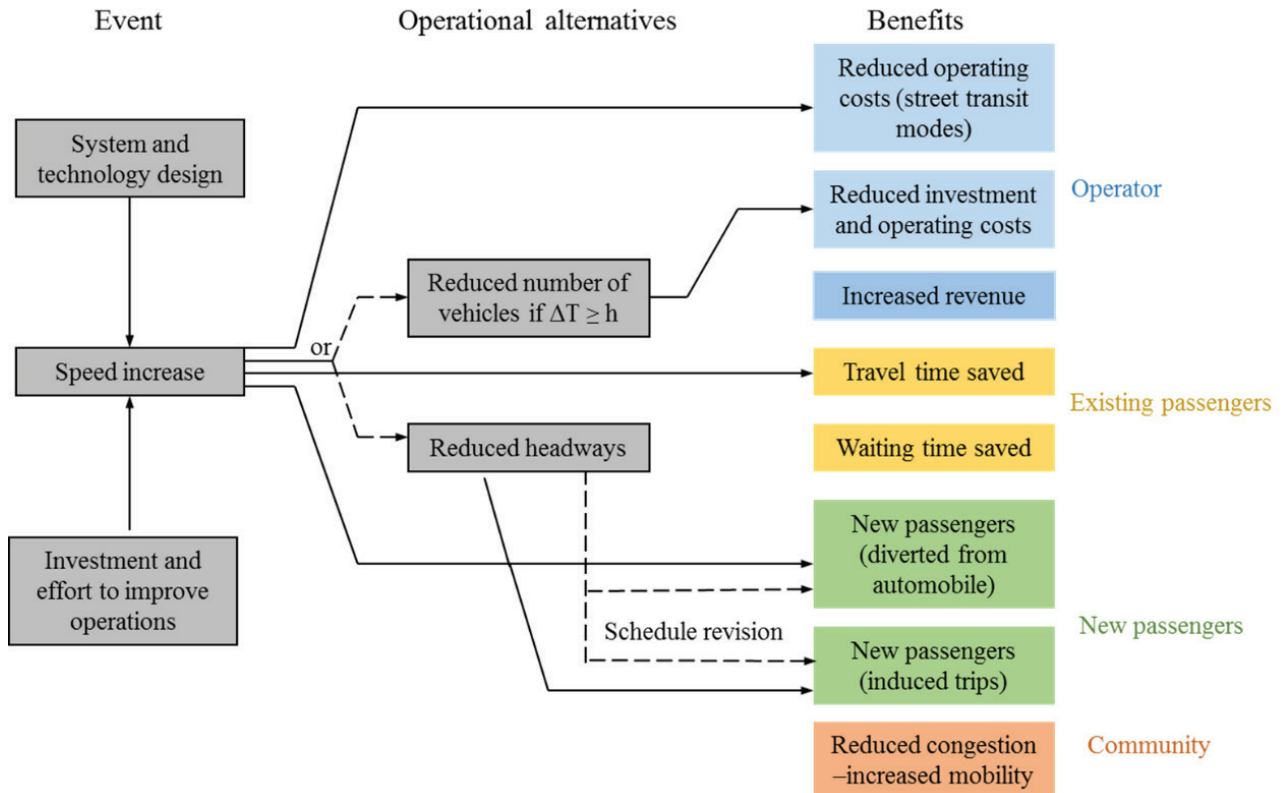 Event
Operational alternatives
Benefits
System and
technology design
Speed increase
Investment and
effort to improve
operations
or
Reduced number of
vehicles if ΔT ≥ h
Reduced headways
Schedule revision
Reduced operating
costs (street transit
modes)
Reduced investment
and operating costs
Increased revenue
Operator
Travel time saved
Waiting time saved
Existing passengers
New passengers
(diverted from
automobile)
New passengers
(induced trips)
New passengers
Reduced congestion
–increased mobility
Community